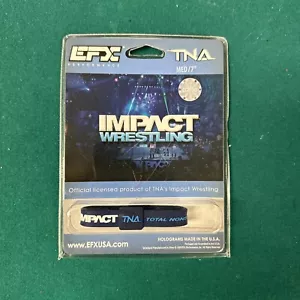 EFX
TNA
PERFORMANCE
MED/7"
IMPACT
WRESTLING
Official licensed product of TNA's Impact Wrestling
IMPACT TNA TOTAL NON
www.EFXUSA.com
HOLOGRAMS MADE IN THE U.S.A.